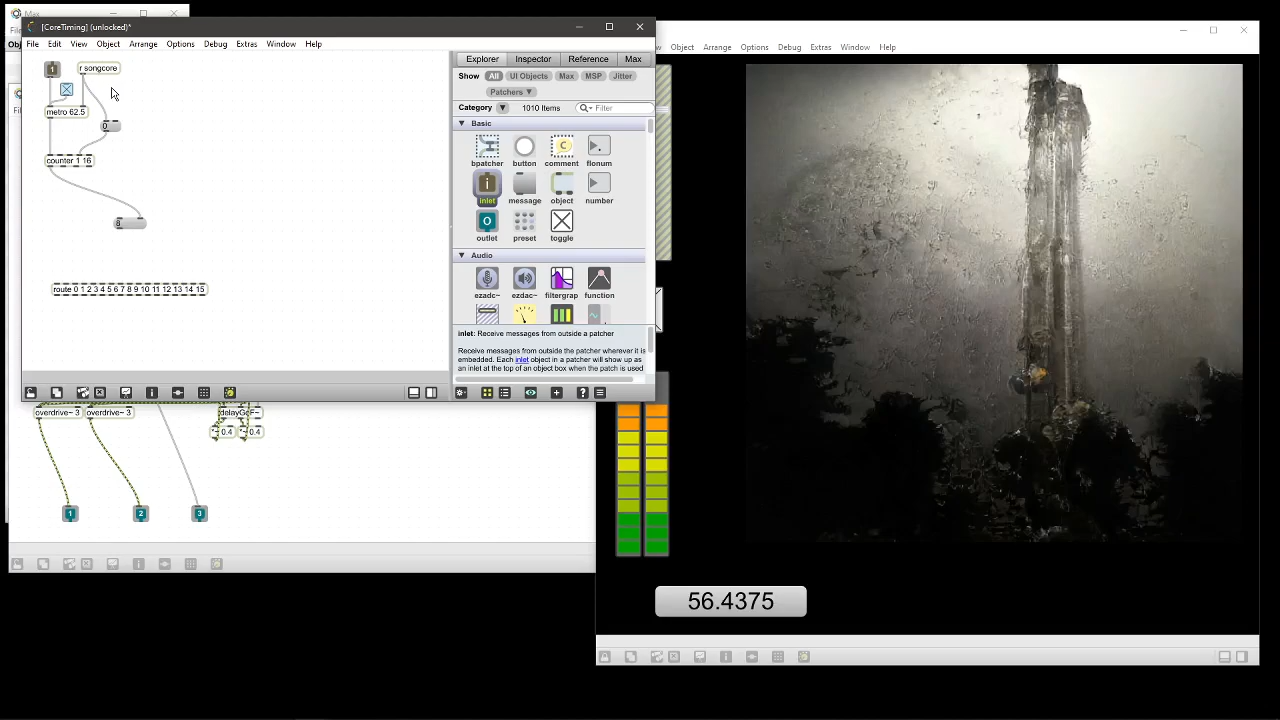 Max
[CoreTiming] (unlocked)*
File Edit View Object Arrange Options Debug Extras Window Help
Object Arrange Options Debug Extras Window Help
r songcore
metro 62.5
0
counter 1 16
8
route 0 1 2 3 4 5 6 7 8 9 10 11 12 13 14 15
Explorer Inspector Reference Max
Show All UI Objects Max MSP Jitter
Patchers ▼
Category ▼ 1010 Items Filter
▼ Basic
bpatcher button comment flonum
inlet message object number
outlet preset toggle
▼ Audio
ezadc~ ezdac~ filtergrap function
inlet: Receive messages from outside a patcher
Receive messages from outside the patcher wherever it is
embedded. Each inlet object in a patcher will show up as
an inlet at the top of an object box when the patch is used
overdrive~ 3 overdrive~ 3
*~ 0.4 *~ 0.4
1 2 3
56.4375